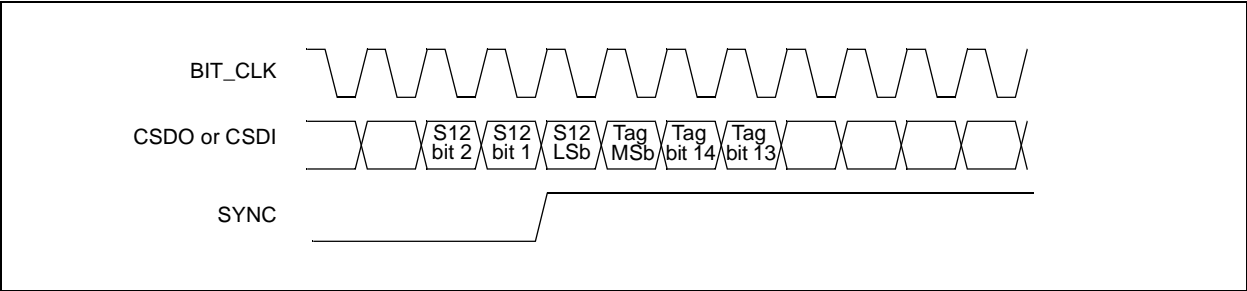 BIT_CLK
CSDO or CSDI
S12
bit 2
S12
bit 1
S12
LSb
Tag
MSb
Tag
bit 14
Tag
bit 13
SYNC